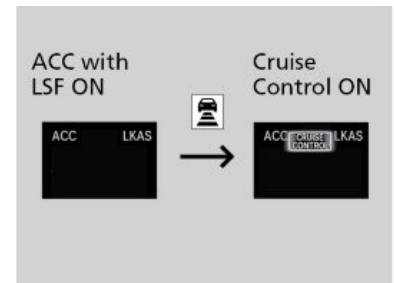 ACC with
LSF ON
Cruise
Control ON
ACC LKAS
ACC CRUISE CONTROL LKAS